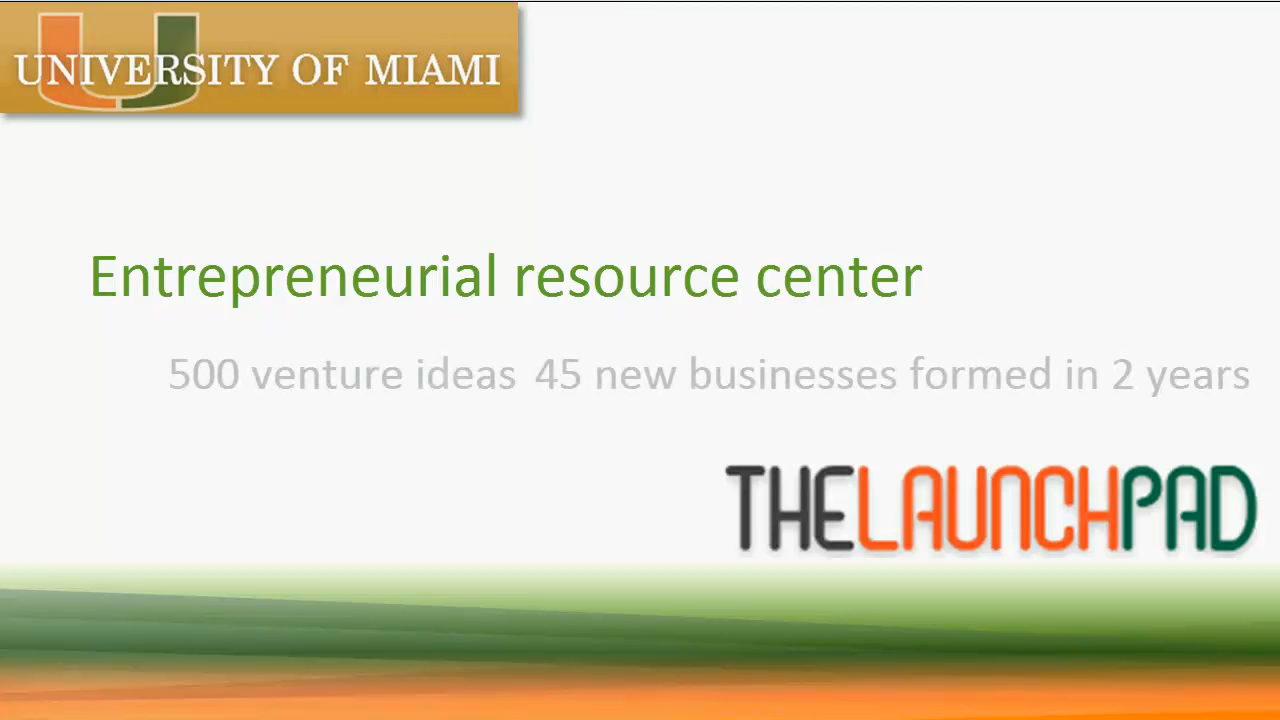 UNIVERSITY OF MIAMI
Entrepreneurial resource center
500 venture ideas 45 new businesses formed in 2 years
THELAUNCHPAD